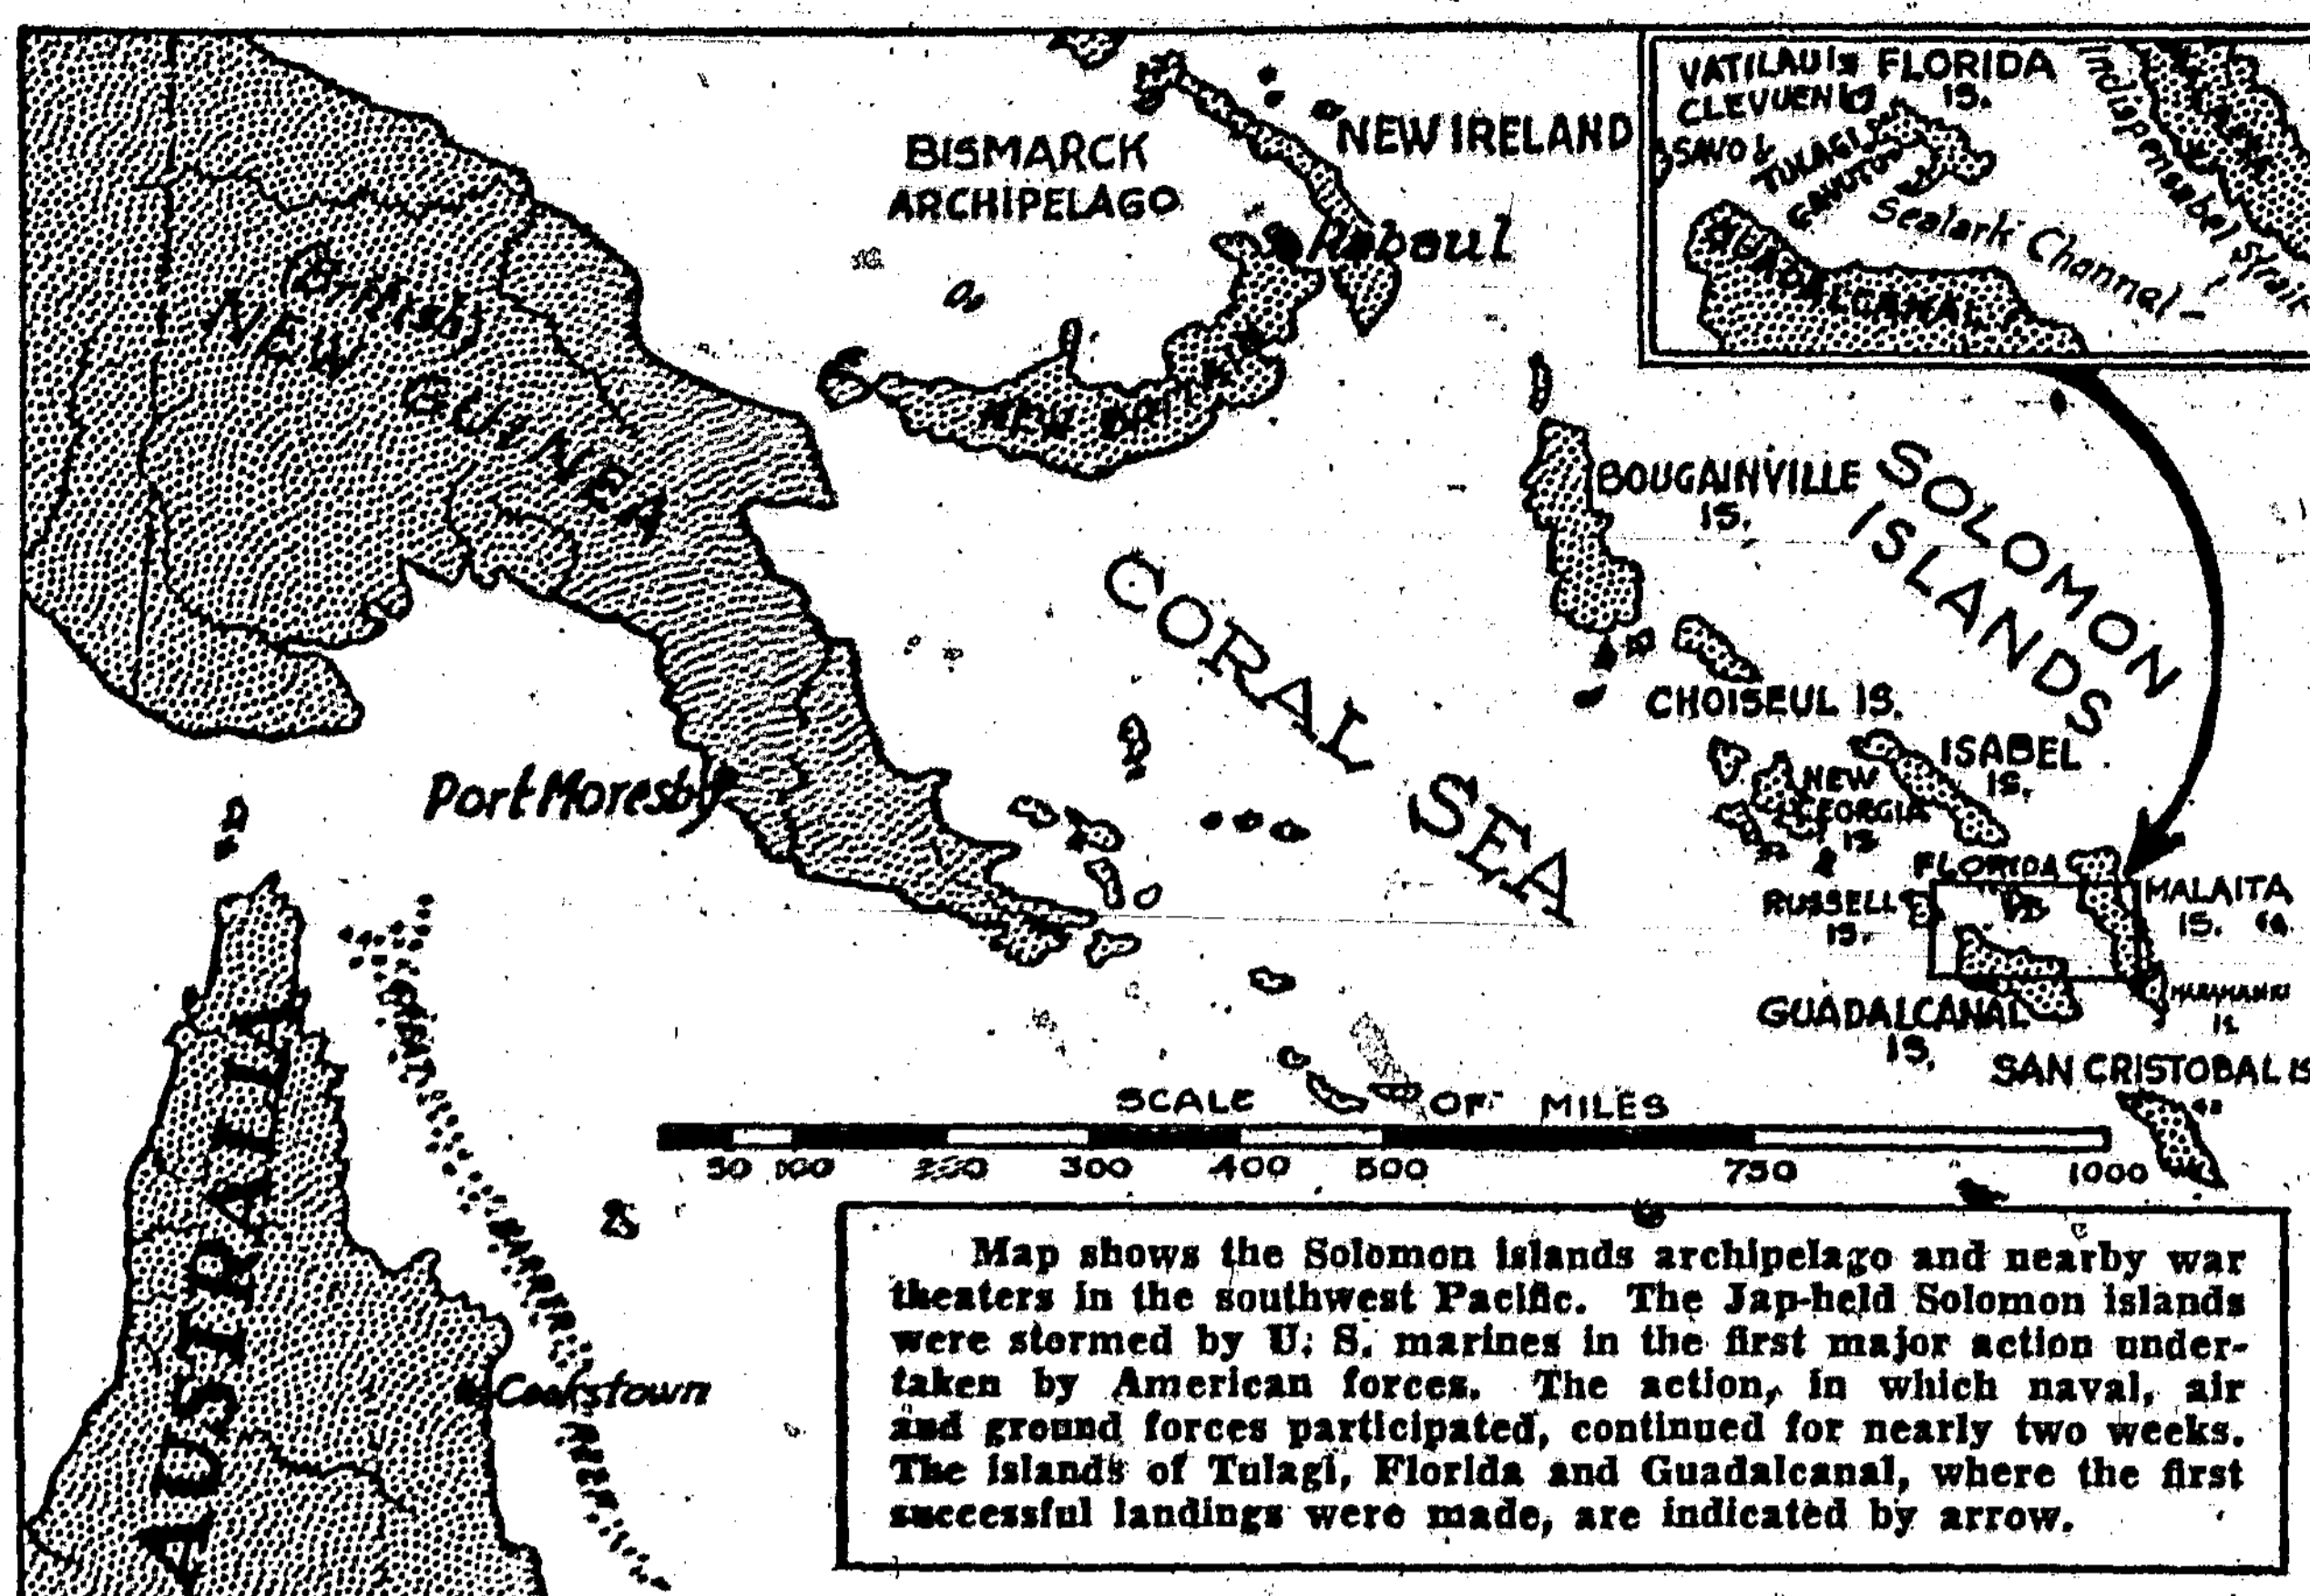 BISMARCK
ARCHIPELAGO
NEW IRELAND
Raboul
NEW BRITAIN
(British)
NEW GUINEA
VATILAU IS FLORIDA
IS.
SAVO I.
TULAGI
GAVUTU
Sealark Channel
Indispensabel Strait
GUADALCANAL
BOUGAINVILLE
IS.
SOLOMON
ISLANDS
CORAL SEA
CHOISEUL IS.
ISABEL
IS.
NEW
GEORGIA
IS
Port Moresby
FLORIDA
RUSSELL
IS.
MALAITA
IS.
GUADALCANAL
IS.
SAN CRISTOBAL IS
GREAT BARRIER REEF
AUSTRALIA
Cookstown
SCALE OF MILES
50 100 200 300 400 500 750 1000
Map shows the Solomon islands archipelago and nearby war
theaters in the southwest Pacific. The Jap-held Solomon islands
were stormed by U. S. marines in the first major action under-
taken by American forces. The action, in which naval, air
and ground forces participated, continued for nearly two weeks.
The islands of Tulagi, Florida and Guadalcanal, where the first
successful landings were made, are indicated by arrow.